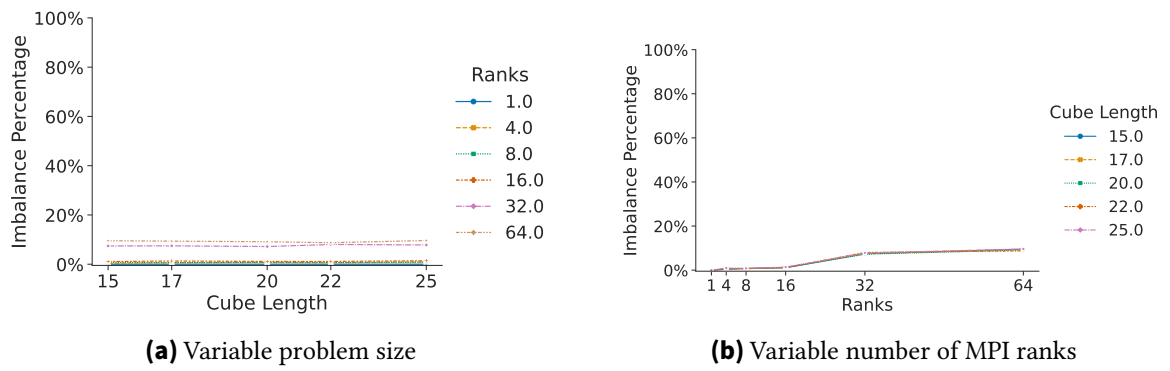 100%
80%
60%
40%
20%
0%
Imbalance Percentage
15 17 20 22 25
Cube Length
Ranks
1.0
4.0
8.0
16.0
32.0
64.0
(a) Variable problem size
100%
80%
60%
40%
20%
0%
Imbalance Percentage
1 4 8 16 32 64
Ranks
Cube Length
15.0
17.0
20.0
22.0
25.0
(b) Variable number of MPI ranks